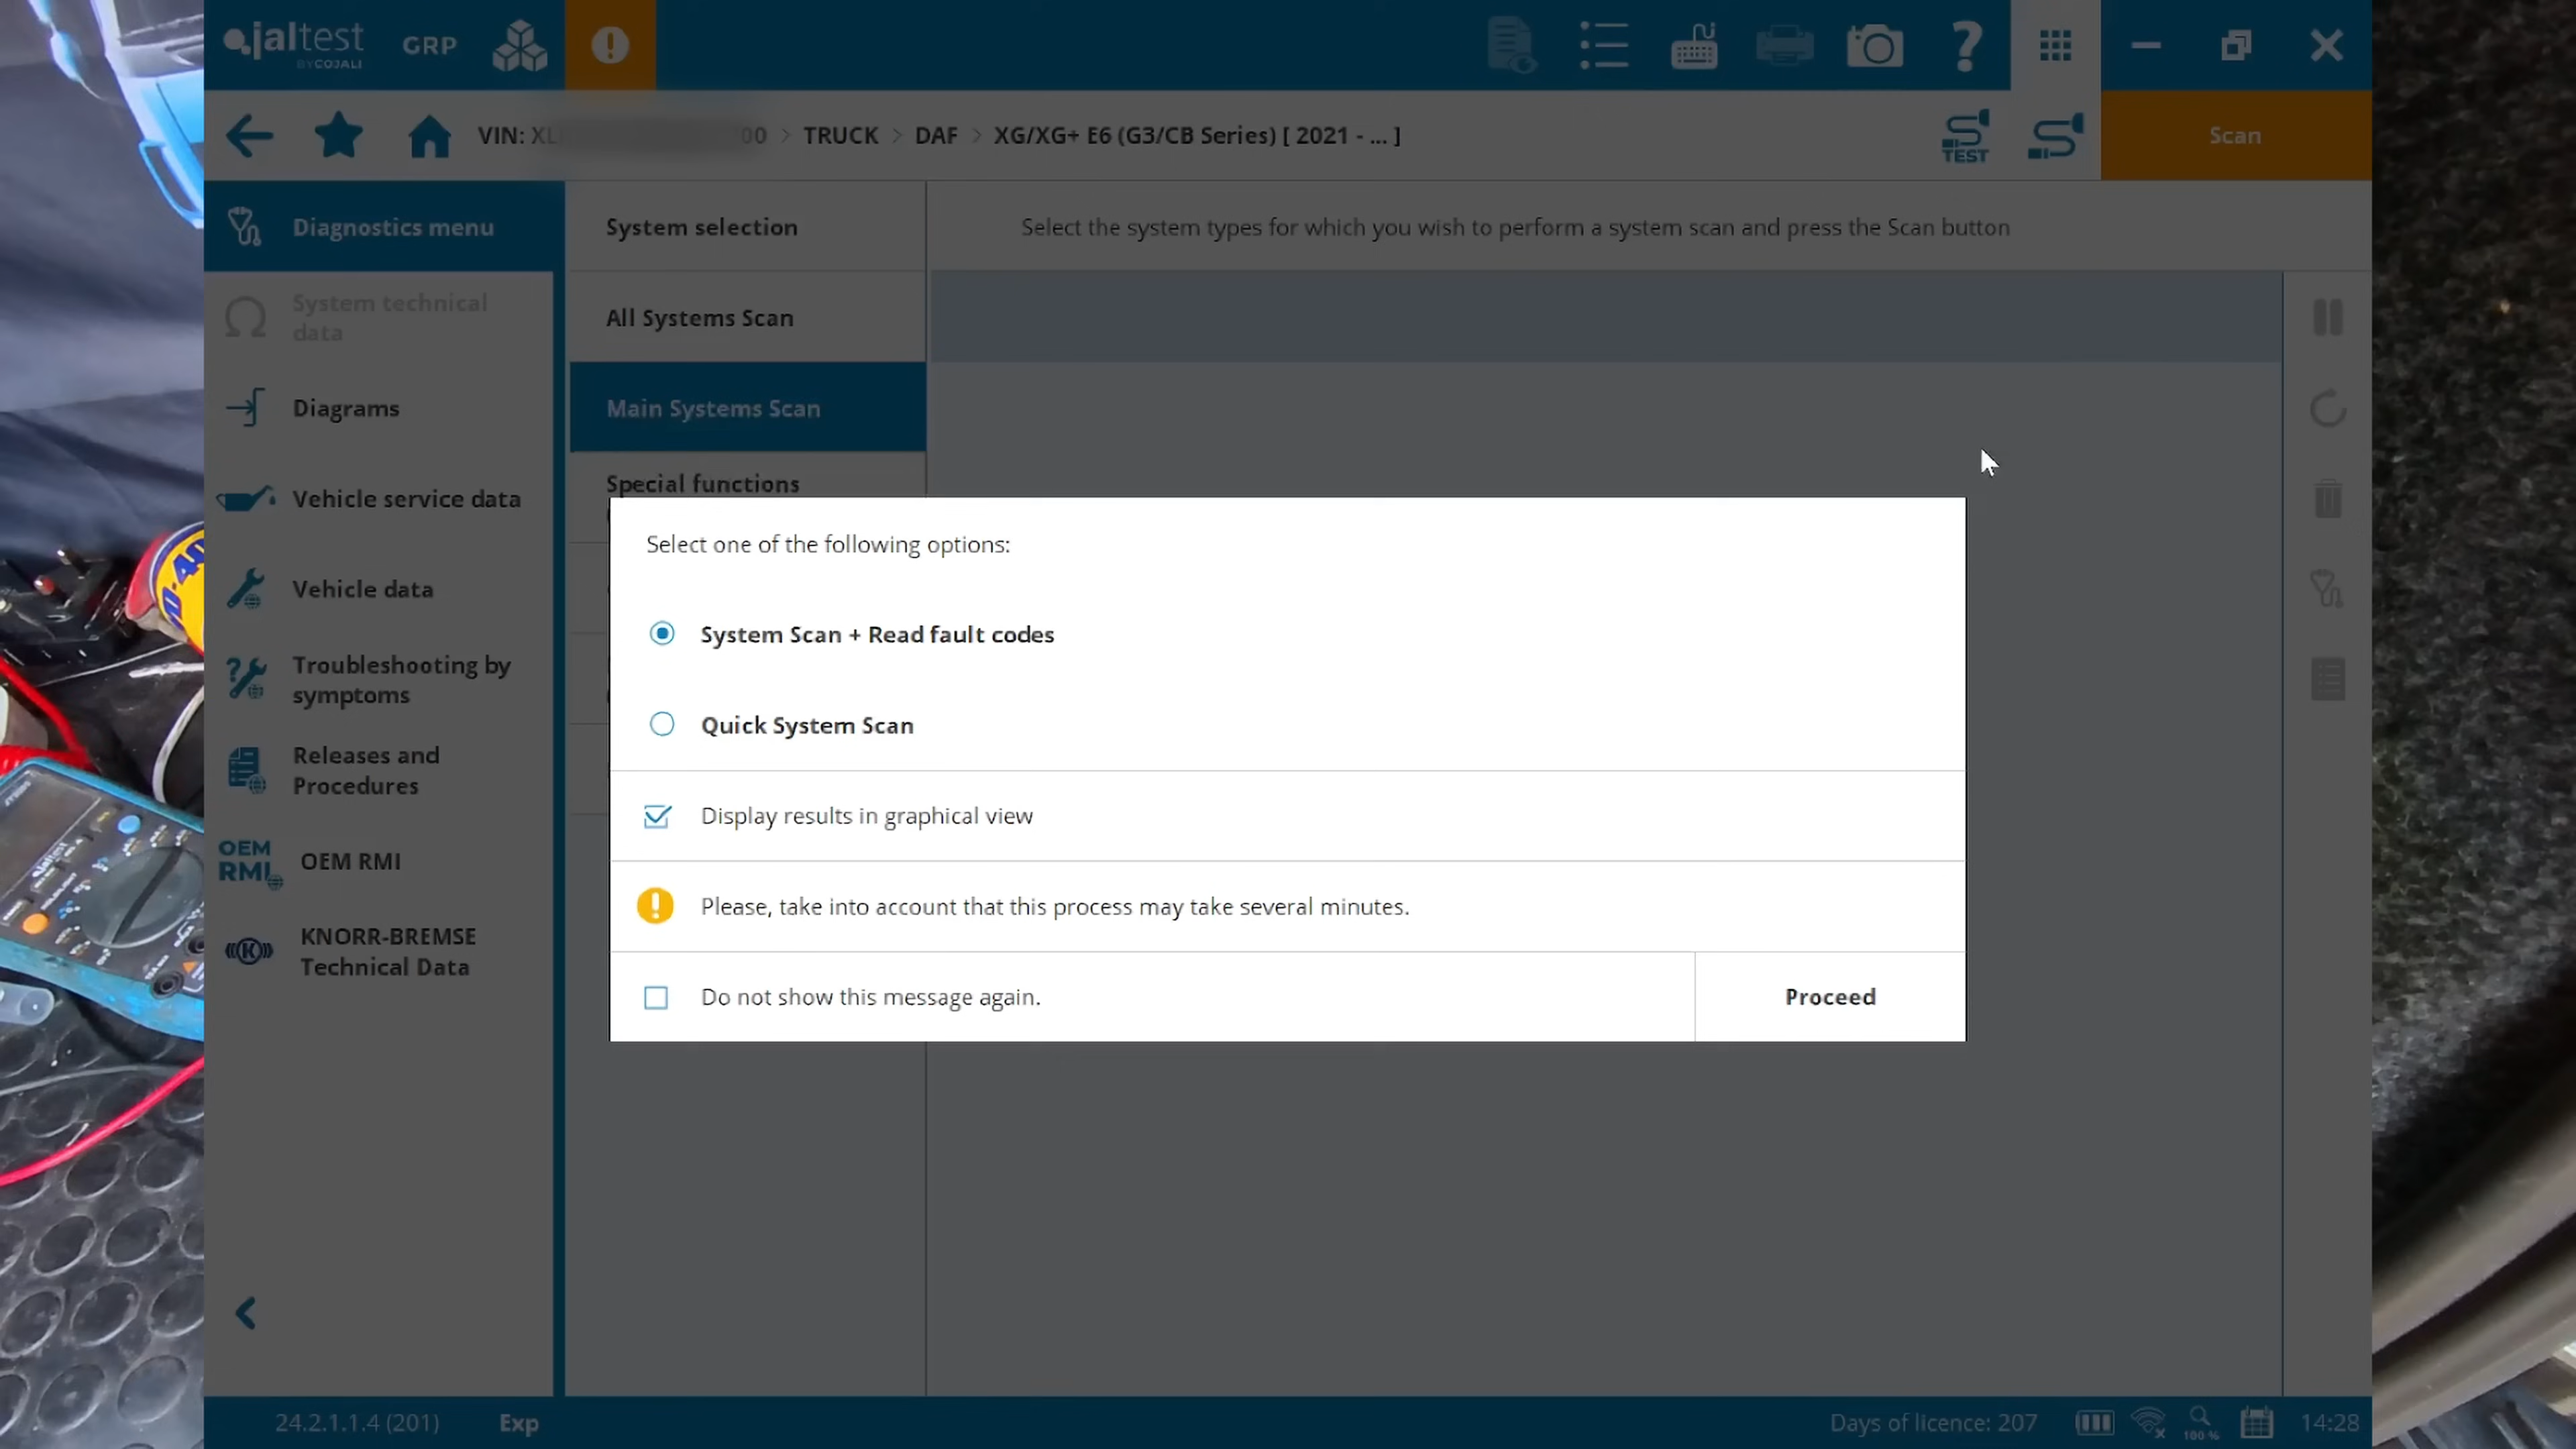 jaltest
BY COJALI
GRP
VIN: XL 00 > TRUCK > DAF > XG/XG+ E6 (G3/CB Series) [ 2021 - ... ]
TEST
Scan
Diagnostics menu
System technical
data
Diagrams
Vehicle service data
Vehicle data
Troubleshooting by
symptoms
Releases and
Procedures
OEM
RMI
OEM RMI
KNORR-BREMSE
Technical Data
System selection
All Systems Scan
Main Systems Scan
Special functions
Select the system types for which you wish to perform a system scan and press the Scan button
Select one of the following options:
System Scan + Read fault codes
Quick System Scan
Display results in graphical view
Please, take into account that this process may take several minutes.
Do not show this message again.
Proceed
24.2.1.1.4 (201)
Exp
Days of licence: 207
100 %
14:28